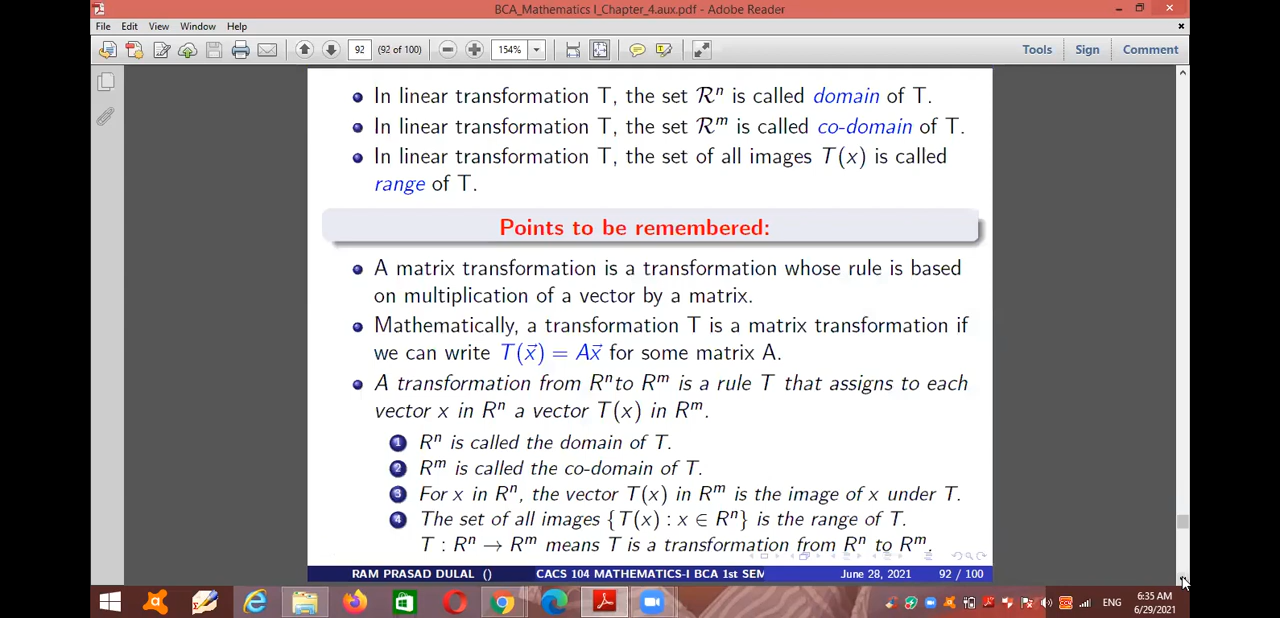 BCA_Mathematics I_Chapter_4.aux.pdf - Adobe Reader
File Edit View Window Help
92 (92 of 100) 154% Tools Sign Comment
In linear transformation T, the set ℛⁿ is called domain of T.
In linear transformation T, the set ℛᵐ is called co-domain of T.
In linear transformation T, the set of all images T(x) is called
range of T.
Points to be remembered:
A matrix transformation is a transformation whose rule is based
on multiplication of a vector by a matrix.
Mathematically, a transformation T is a matrix transformation if
we can write T(x⃗) = Ax⃗ for some matrix A.
A transformation from Rⁿto Rᵐ is a rule T that assigns to each
vector x in Rⁿ a vector T(x) in Rᵐ.
1 Rⁿ is called the domain of T.
2 Rᵐ is called the co-domain of T.
3 For x in Rⁿ, the vector T(x) in Rᵐ is the image of x under T.
4 The set of all images {T(x) : x ∈ Rⁿ} is the range of T.
T : Rⁿ → Rᵐ means T is a transformation from Rⁿ to Rᵐ.
RAM PRASAD DULAL () CACS 104 MATHEMATICS-I BCA 1st SEM June 28, 2021 92 / 100
ENG 6:35 AM
6/29/2021